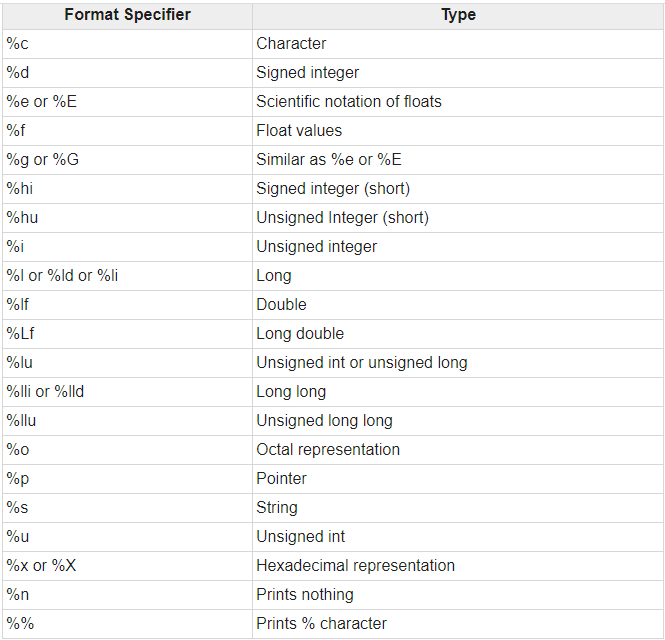 Format Specifier Type
%c Character
%d Signed integer
%e or %E Scientific notation of floats
%f Float values
%g or %G Similar as %e or %E
%hi Signed integer (short)
%hu Unsigned Integer (short)
%i Unsigned integer
%l or %ld or %li Long
%lf Double
%Lf Long double
%lu Unsigned int or unsigned long
%lli or %lld Long long
%llu Unsigned long long
%o Octal representation
%p Pointer
%s String
%u Unsigned int
%x or %X Hexadecimal representation
%n Prints nothing
%% Prints % character